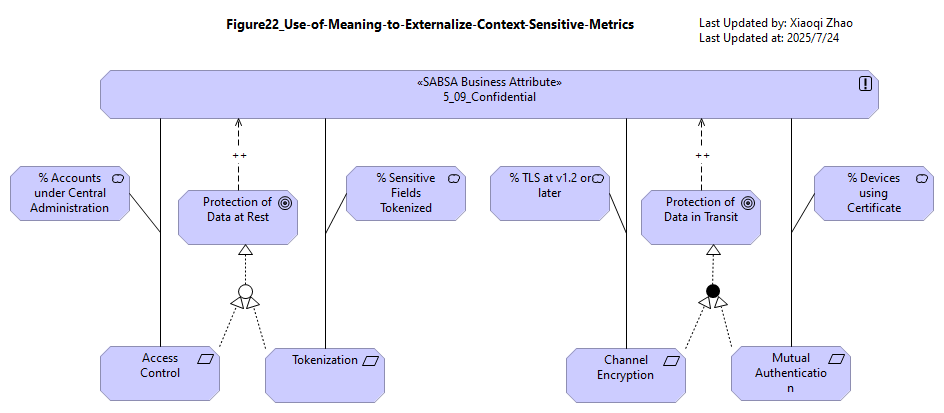 Figure22_Use-of-Meaning-to-Externalize-Context-Sensitive-Metrics
Last Updated by: Xiaoqi Zhao
Last Updated at: 2025/7/24
«SABSA Business Attribute»
5_09_Confidential
% Accounts
under Central
Administration
++
Protection of
Data at Rest
% Sensitive
Fields
Tokenized
% TLS at v1.2 or
later
++
Protection of
Data in Transit
% Devices
using
Certificate
Access
Control
Tokenization
Channel
Encryption
Mutual
Authenticatio
n